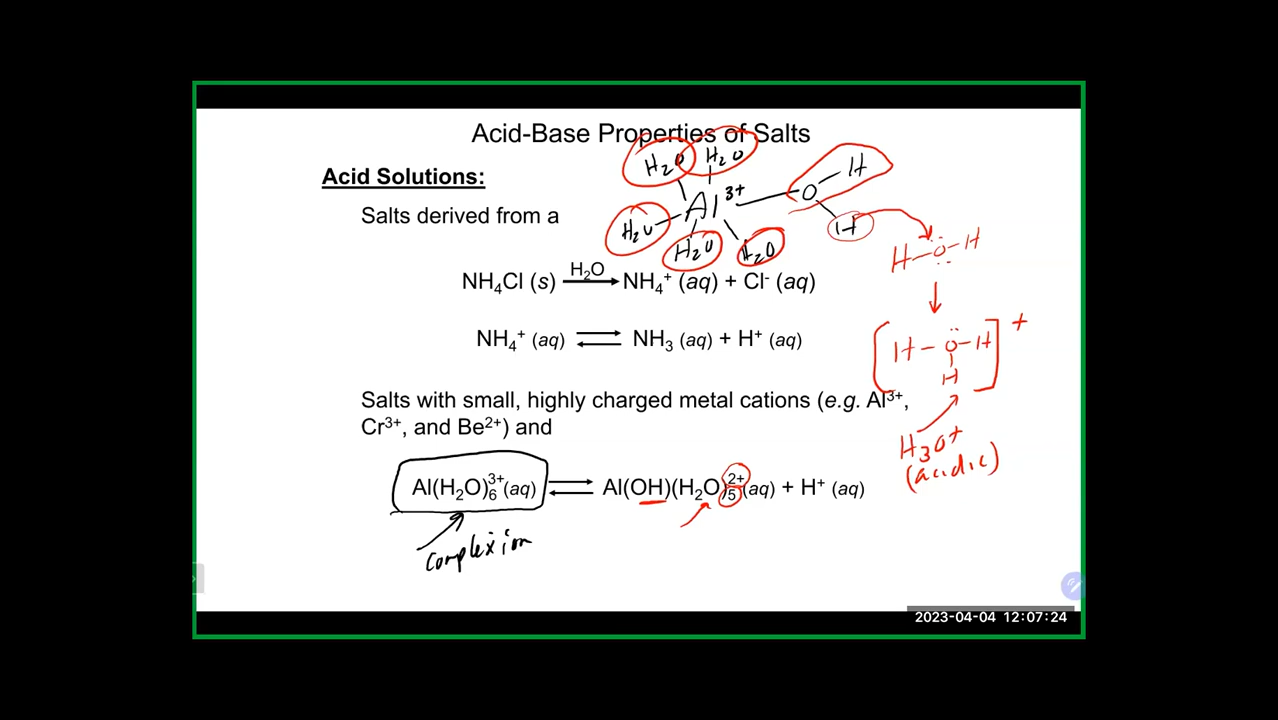 Acid-Base Properties of Salts
H₂O H₂O
Acid Solutions:
Al³⁺ O H
Salts derived from a
H₂O H₂O H₂O H
H-O-H
NH₄Cl (s) H₂O → NH₄⁺ (aq) + Cl⁻ (aq)
NH₄⁺ (aq) ⇌ NH₃ (aq) + H⁺ (aq)
[H-O-H]⁺
H
Salts with small, highly charged metal cations (e.g. Al³⁺,
Cr³⁺, and Be²⁺) and
H₃O⁺
(acidic)
Al(H₂O)₆³⁺(aq) ⇌ Al(OH)(H₂O)₅²⁺(aq) + H⁺ (aq)
complexion
2023-04-04 12:07:24